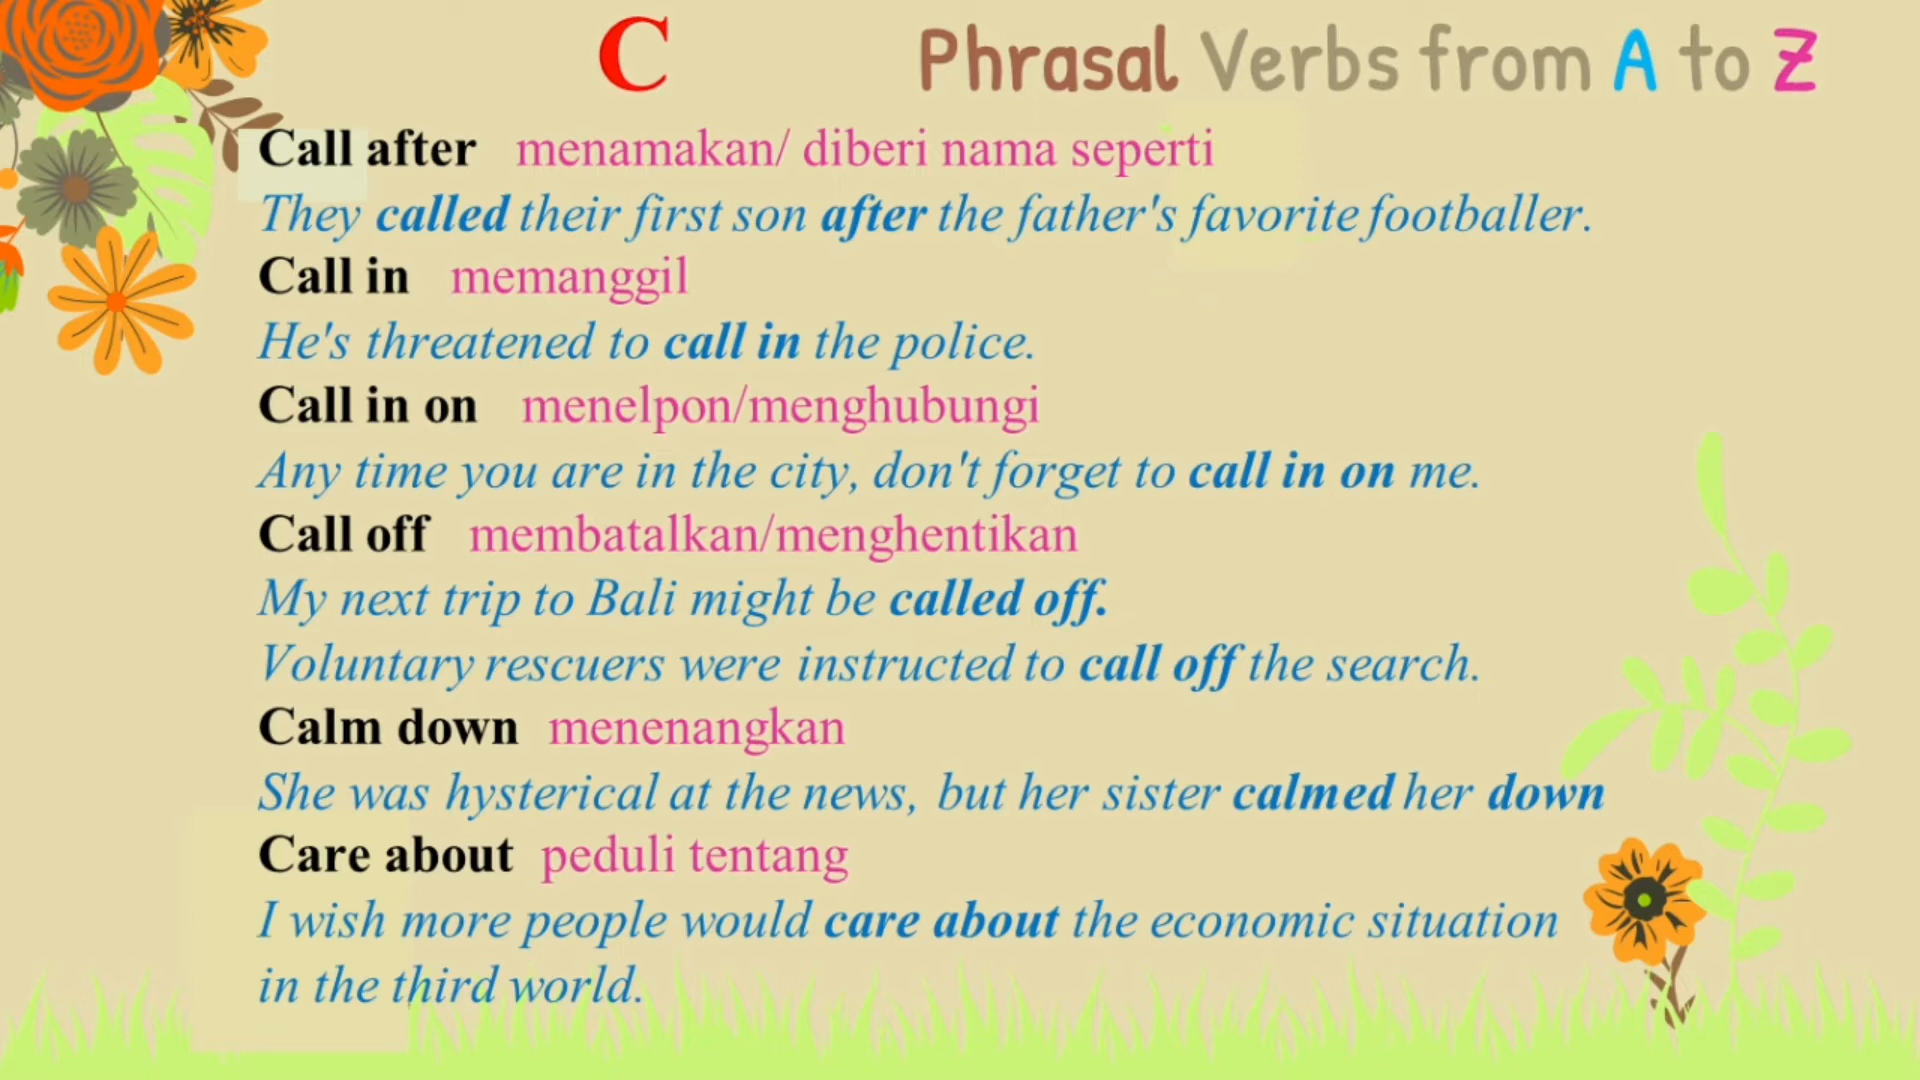 C
Phrasal Verbs from A to Z
Call after menamakan/ diberi nama seperti
They called their first son after the father's favorite footballer.
Call in memanggil
He's threatened to call in the police.
Call in on menelpon/menghubungi
Any time you are in the city, don't forget to call in on me.
Call off membatalkan/menghentikan
My next trip to Bali might be called off.
Voluntary rescuers were instructed to call off the search.
Calm down menenangkan
She was hysterical at the news, but her sister calmed her down
Care about peduli tentang
I wish more people would care about the economic situation
in the third world.